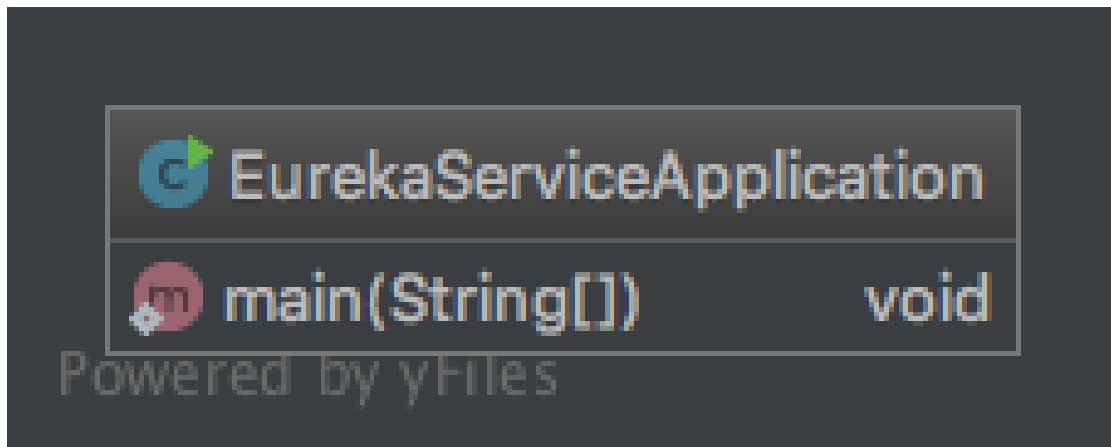 EurekaServiceApplication
main(String[]) void
Powered by yFiles